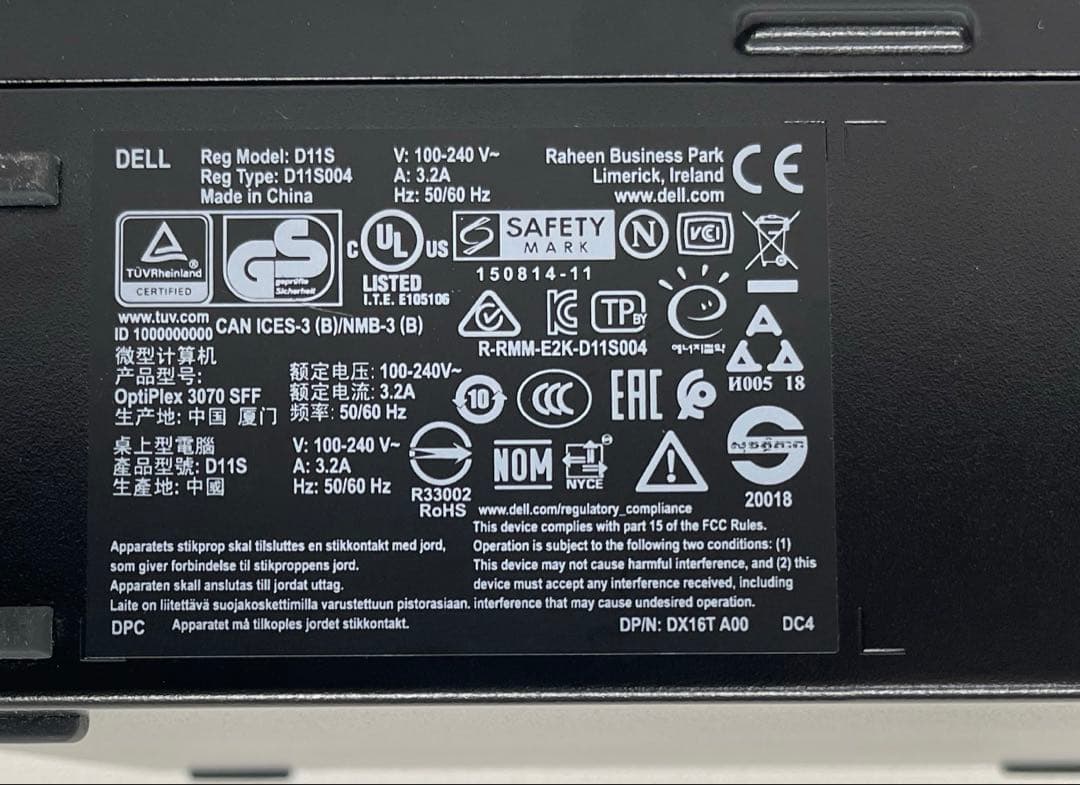 DELL
Reg Model: D11S
Reg Type: D11S004
Made in China
V: 100-240 V~
A: 3.2A
Hz: 50/60 Hz
Raheen Business Park
Limerick, Ireland
www.dell.com
CE
TÜVRheinland®
CERTIFIED
GS
geprüfte
Sicherheit
C UL US
LISTED
I.T.E. E105106
SAFETY
MARK
150814-11
N
VCI
www.tuv.com
ID 1000000000
CAN ICES-3 (B)/NMB-3 (B)
TP BY
R-RMM-E2K-D11S004
에너지절약
И005 18
微型计算机
产品型号:
OptiPlex 3070 SFF
生产地: 中国 厦门
额定电压: 100-240V~
额定电流: 3.2A
频率: 50/60 Hz
10
CCC
EAC
桌上型電腦
產品型號: D11S
生產地: 中國
V: 100-240 V~
A: 3.2A
Hz: 50/60 Hz
R33002
RoHS
NOM
NYCE
20018
www.dell.com/regulatory_compliance
This device complies with part 15 of the FCC Rules.
Operation is subject to the following two conditions: (1)
This device may not cause harmful interference, and (2) this
device must accept any interference received, including
interference that may cause undesired operation.
Apparatets stikprop skal tilsluttes en stikkontakt med jord,
som giver forbindelse til stikproppens jord.
Apparaten skall anslutas till jordat uttag.
Laite on liitettävä suojakoskettimilla varustettuun pistorasiaan.
Apparatet må tilkoples jordet stikkontakt.
DPC
DP/N: DX16T A00
DC4